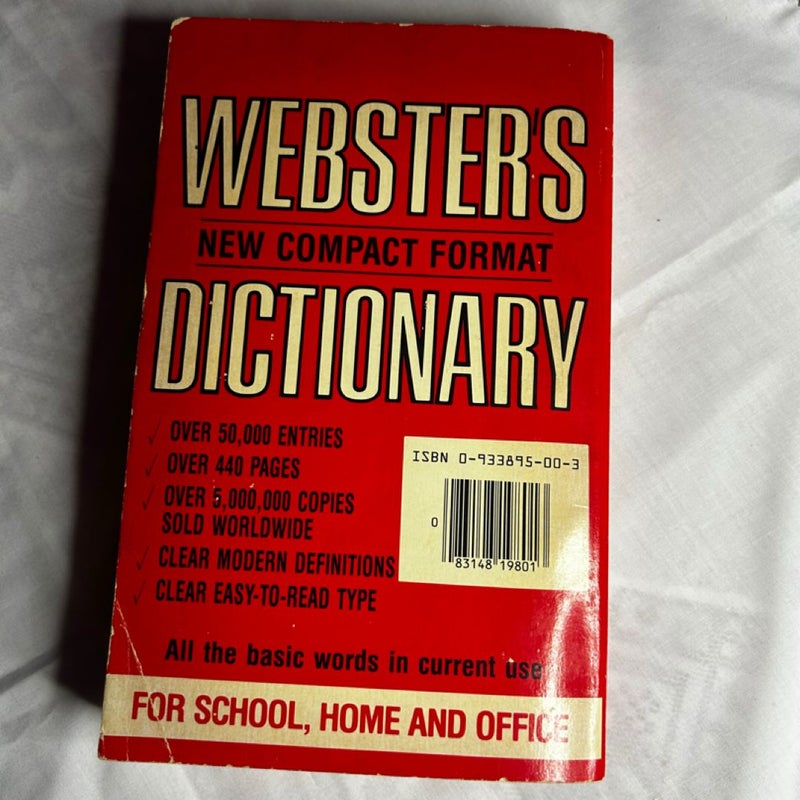 WEBSTER'S
NEW COMPACT FORMAT
DICTIONARY
✓ OVER 50,000 ENTRIES
✓ OVER 440 PAGES
✓ OVER 5,000,000 COPIES
SOLD WORLDWIDE
✓ CLEAR MODERN DEFINITIONS
✓ CLEAR EASY-TO-READ TYPE
ISBN 0-933895-00-3
0 83148 19801
All the basic words in current use
FOR SCHOOL, HOME AND OFFICE